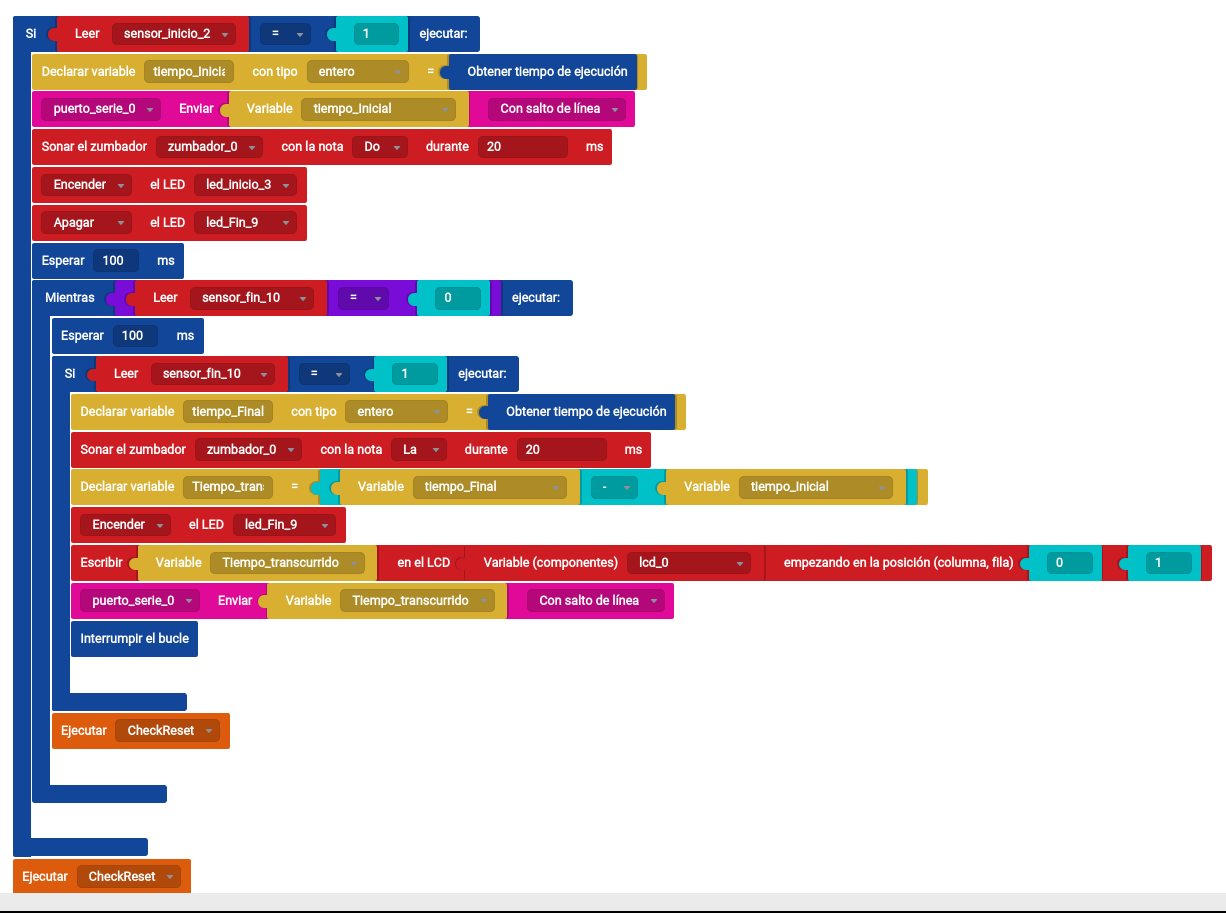 SI Leer sensor_inicio_2 = 1 ejecutar:
Declarar variable tiempo_Inicia con tipo entero = Obtener tiempo de ejecución
puerto_serie_0 Enviar Variable tiempo_Inicial Con salto de línea
Sonar el zumbador zumbador_0 con la nota Do durante 20 ms
Encender el LED led_inicio_3
Apagar el LED led_Fin_9
Esperar 100 ms
Mientras Leer sensor_fin_10 = 0 ejecutar:
Esperar 100 ms
SI Leer sensor_fin_10 = 1 ejecutar:
Declarar variable tiempo_Final con tipo entero = Obtener tiempo de ejecución
Sonar el zumbador zumbador_0 con la nota La durante 20 ms
Declarar variable Tiempo_tran = Variable tiempo_Final - Variable tiempo_Inicial
Encender el LED led_Fin_9
Escribir Variable Tiempo_transcurrido en el LCD Variable (componentes) lcd_0 empezando en la posición (columna, fila) 0 1
puerto_serie_0 Enviar Variable Tiempo_transcurrido Con salto de línea
Interrumpir el bucle
Ejecutar CheckReset
Ejecutar CheckReset